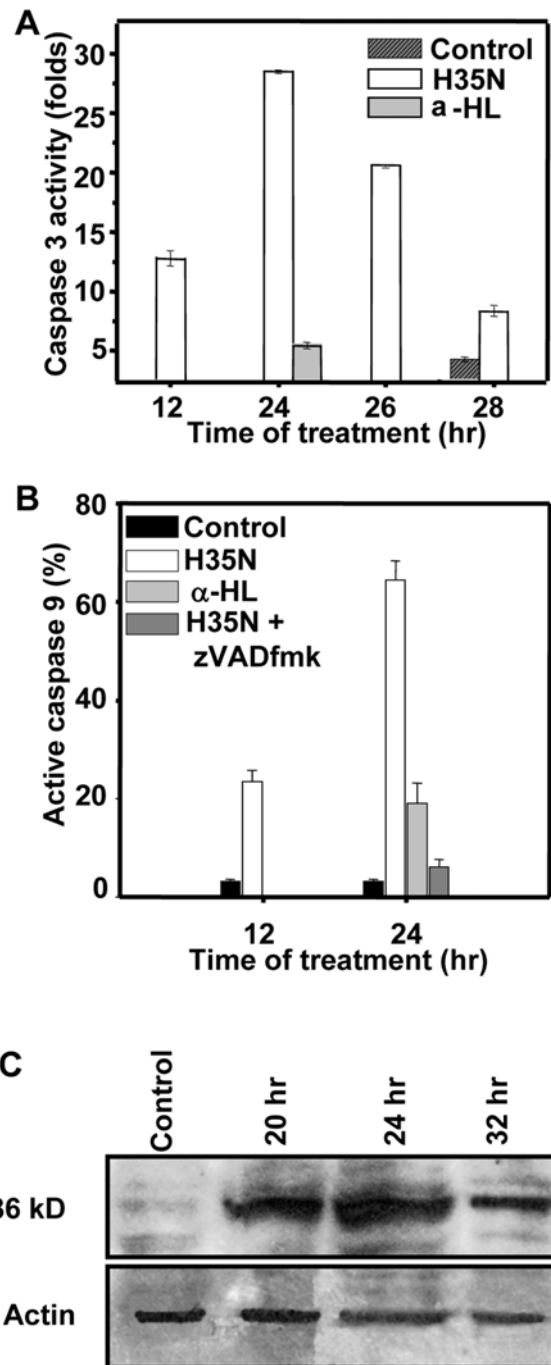 A
Caspase 3 activity (folds)
30
25
20
15
10
5
Control
H35N
a -HL
12 24 26 28
Time of treatment (hr)
B
Active caspase 9 (%)
80
60
40
20
0
Control
H35N
α-HL
H35N +
zVADfmk
12 24
Time of treatment (hr)
C
Control 20 hr 24 hr 32 hr
36 kD
Actin